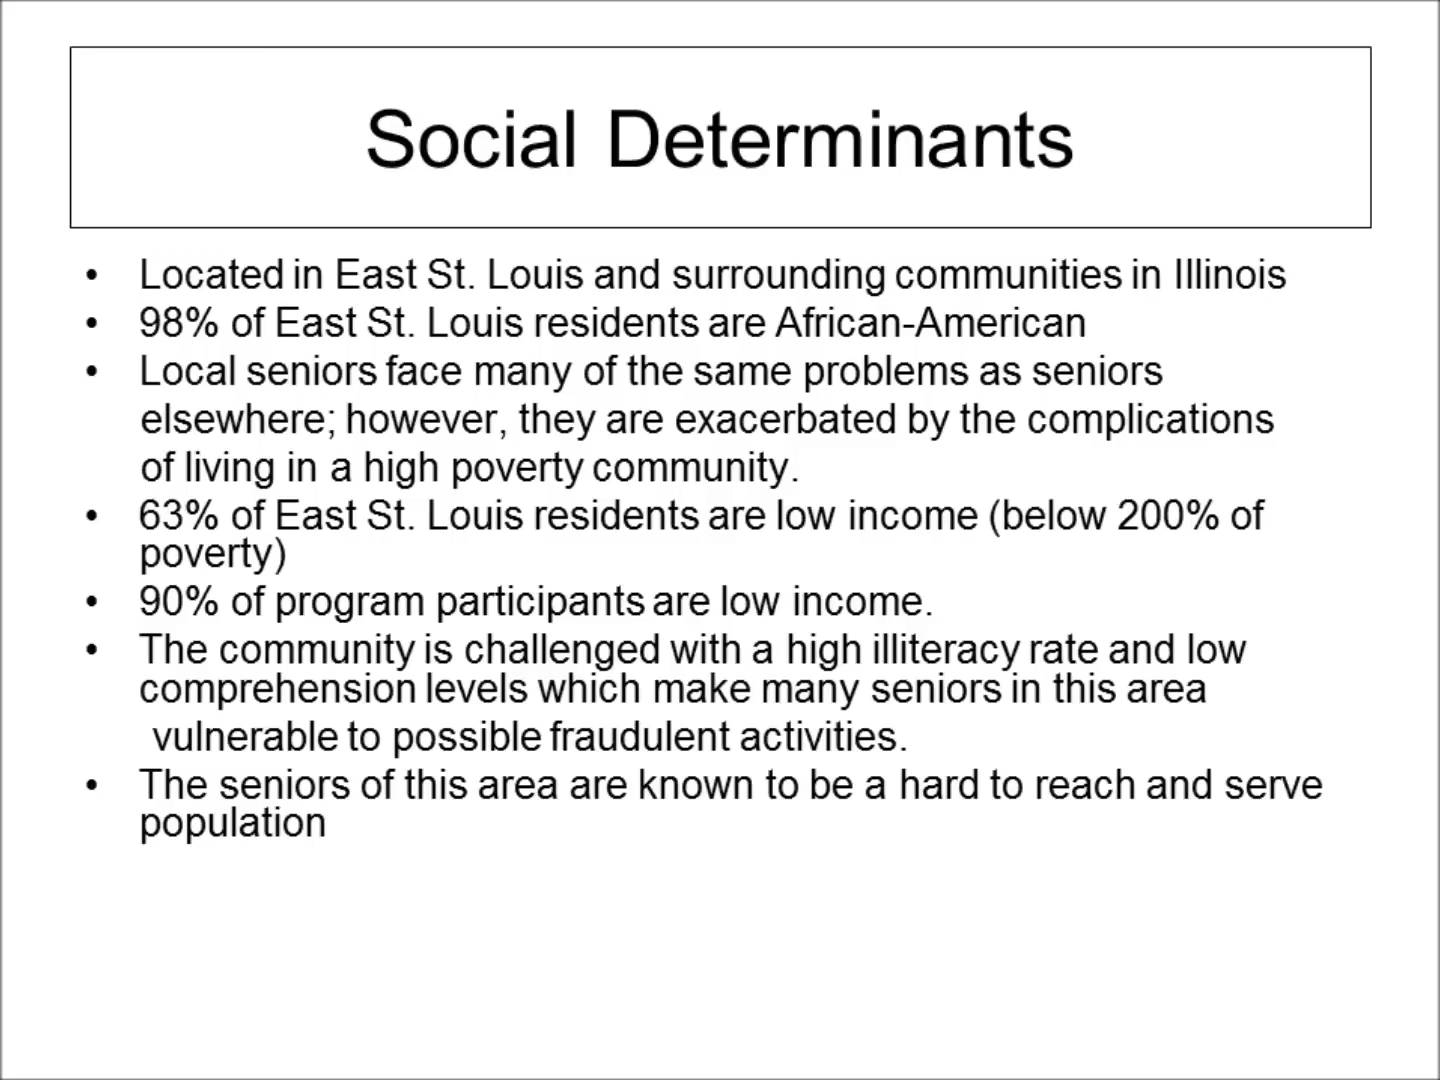 Social Determinants
• Located in East St. Louis and surrounding communities in Illinois
• 98% of East St. Louis residents are African-American
• Local seniors face many of the same problems as seniors
elsewhere; however, they are exacerbated by the complications
of living in a high poverty community.
• 63% of East St. Louis residents are low income (below 200% of
poverty)
• 90% of program participants are low income.
• The community is challenged with a high illiteracy rate and low
comprehension levels which make many seniors in this area
vulnerable to possible fraudulent activities.
• The seniors of this area are known to be a hard to reach and serve
population